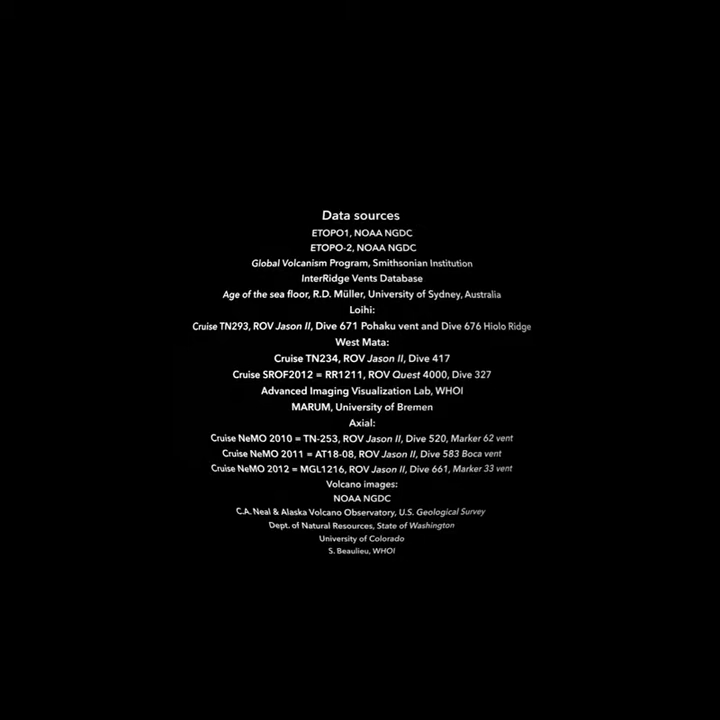 Data sources
ETOPO1, NOAA NGDC
ETOPO-2, NOAA NGDC
Global Volcanism Program, Smithsonian Institution
InterRidge Vents Database
Age of the sea floor, R.D. Müller, University of Sydney, Australia
Loihi:
Cruise TN293, ROV Jason II, Dive 671 Pohaku vent and Dive 676 Hiolo Ridge
West Mata:
Cruise TN234, ROV Jason II, Dive 417
Cruise SROF2012 = RR1211, ROV Quest 4000, Dive 327
Advanced Imaging Visualization Lab, WHOI
MARUM, University of Bremen
Axial:
Cruise NeMO 2010 = TN-253, ROV Jason II, Dive 520, Marker 62 vent
Cruise NeMO 2011 = AT18-08, ROV Jason II, Dive 583 Boca vent
Cruise NeMO 2012 = MGL1216, ROV Jason II, Dive 661, Marker 33 vent
Volcano images:
NOAA NGDC
C.A. Neal & Alaska Volcano Observatory, U.S. Geological Survey
Dept. of Natural Resources, State of Washington
University of Colorado
S. Beaulieu, WHOI